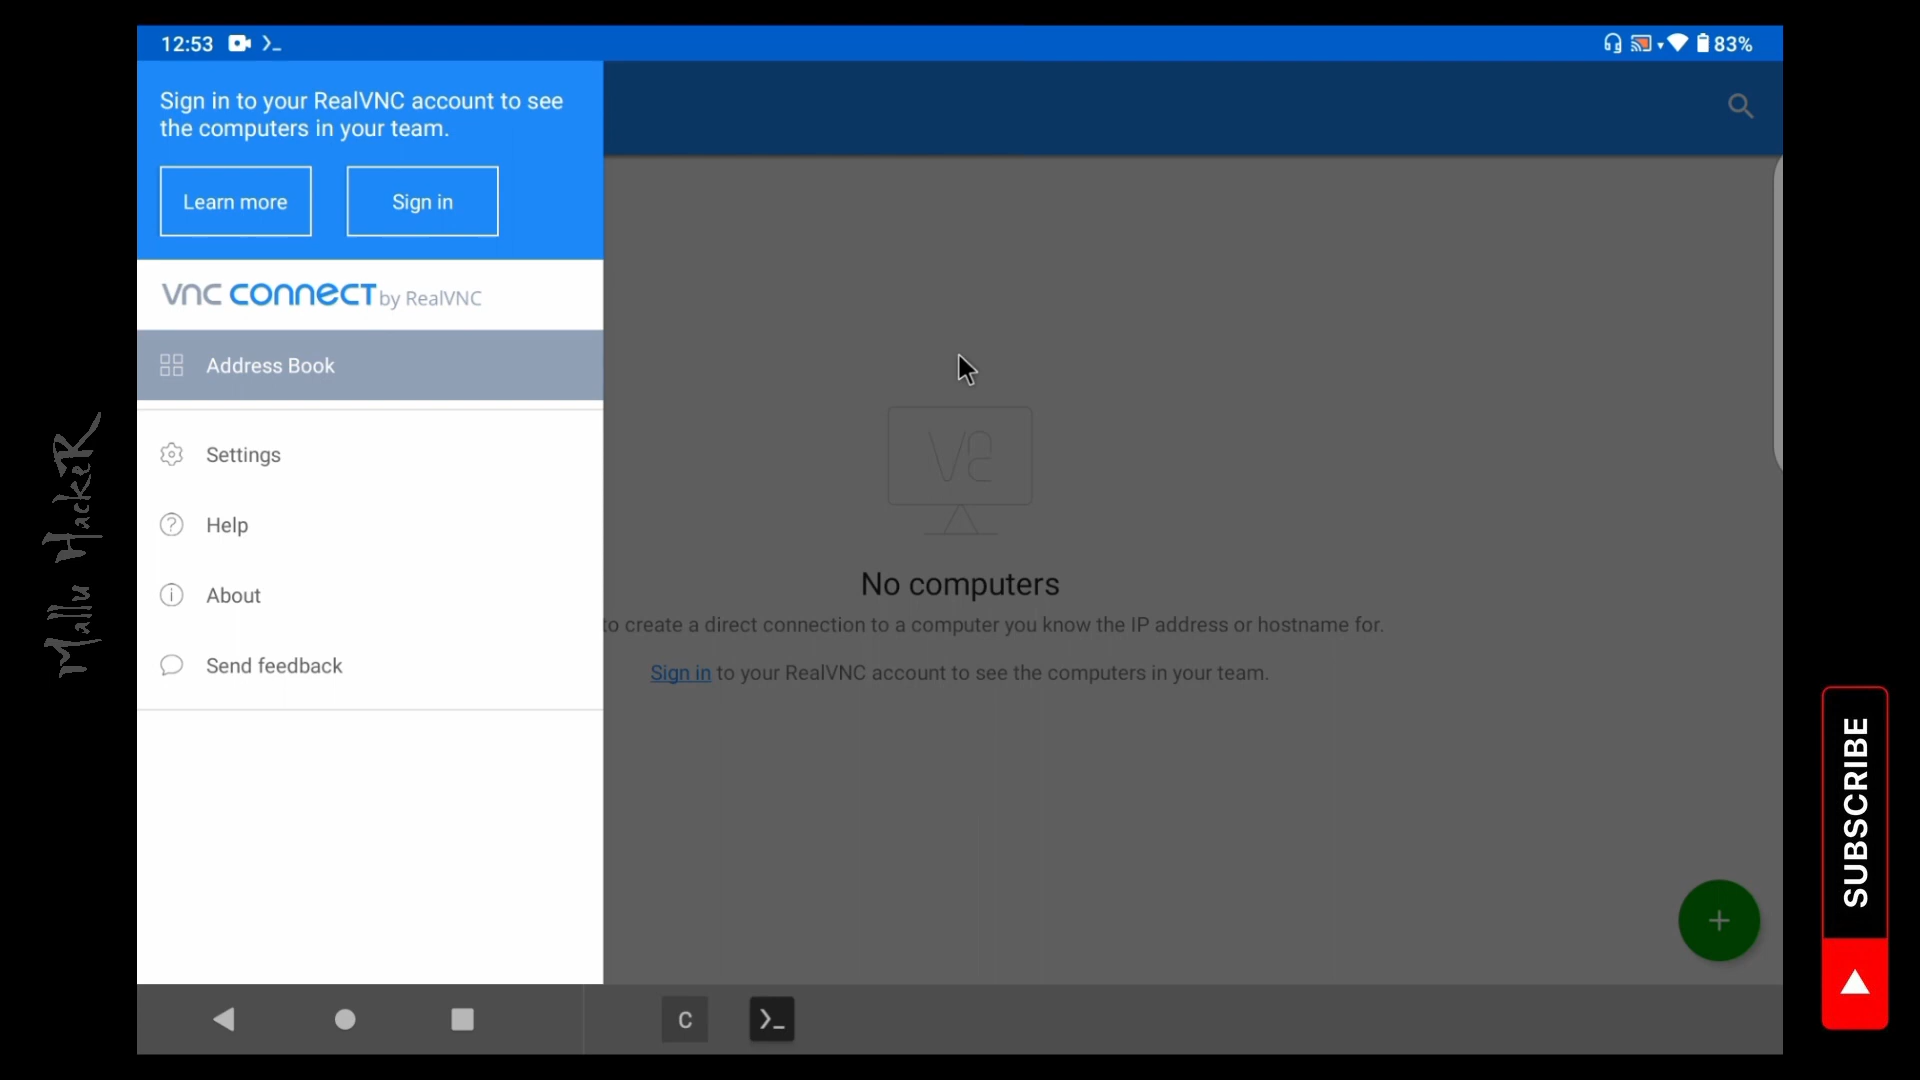 12:53
83%
Sign in to your RealVNC account to see
the computers in your team.
Learn more
Sign in
vnc connect by RealVNC
Address Book
Settings
Help
About
Send feedback
No computers
to create a direct connection to a computer you know the IP address or hostname for.
Sign in to your RealVNC account to see the computers in your team.
C
Mallu HackeR
SUBSCRIBE